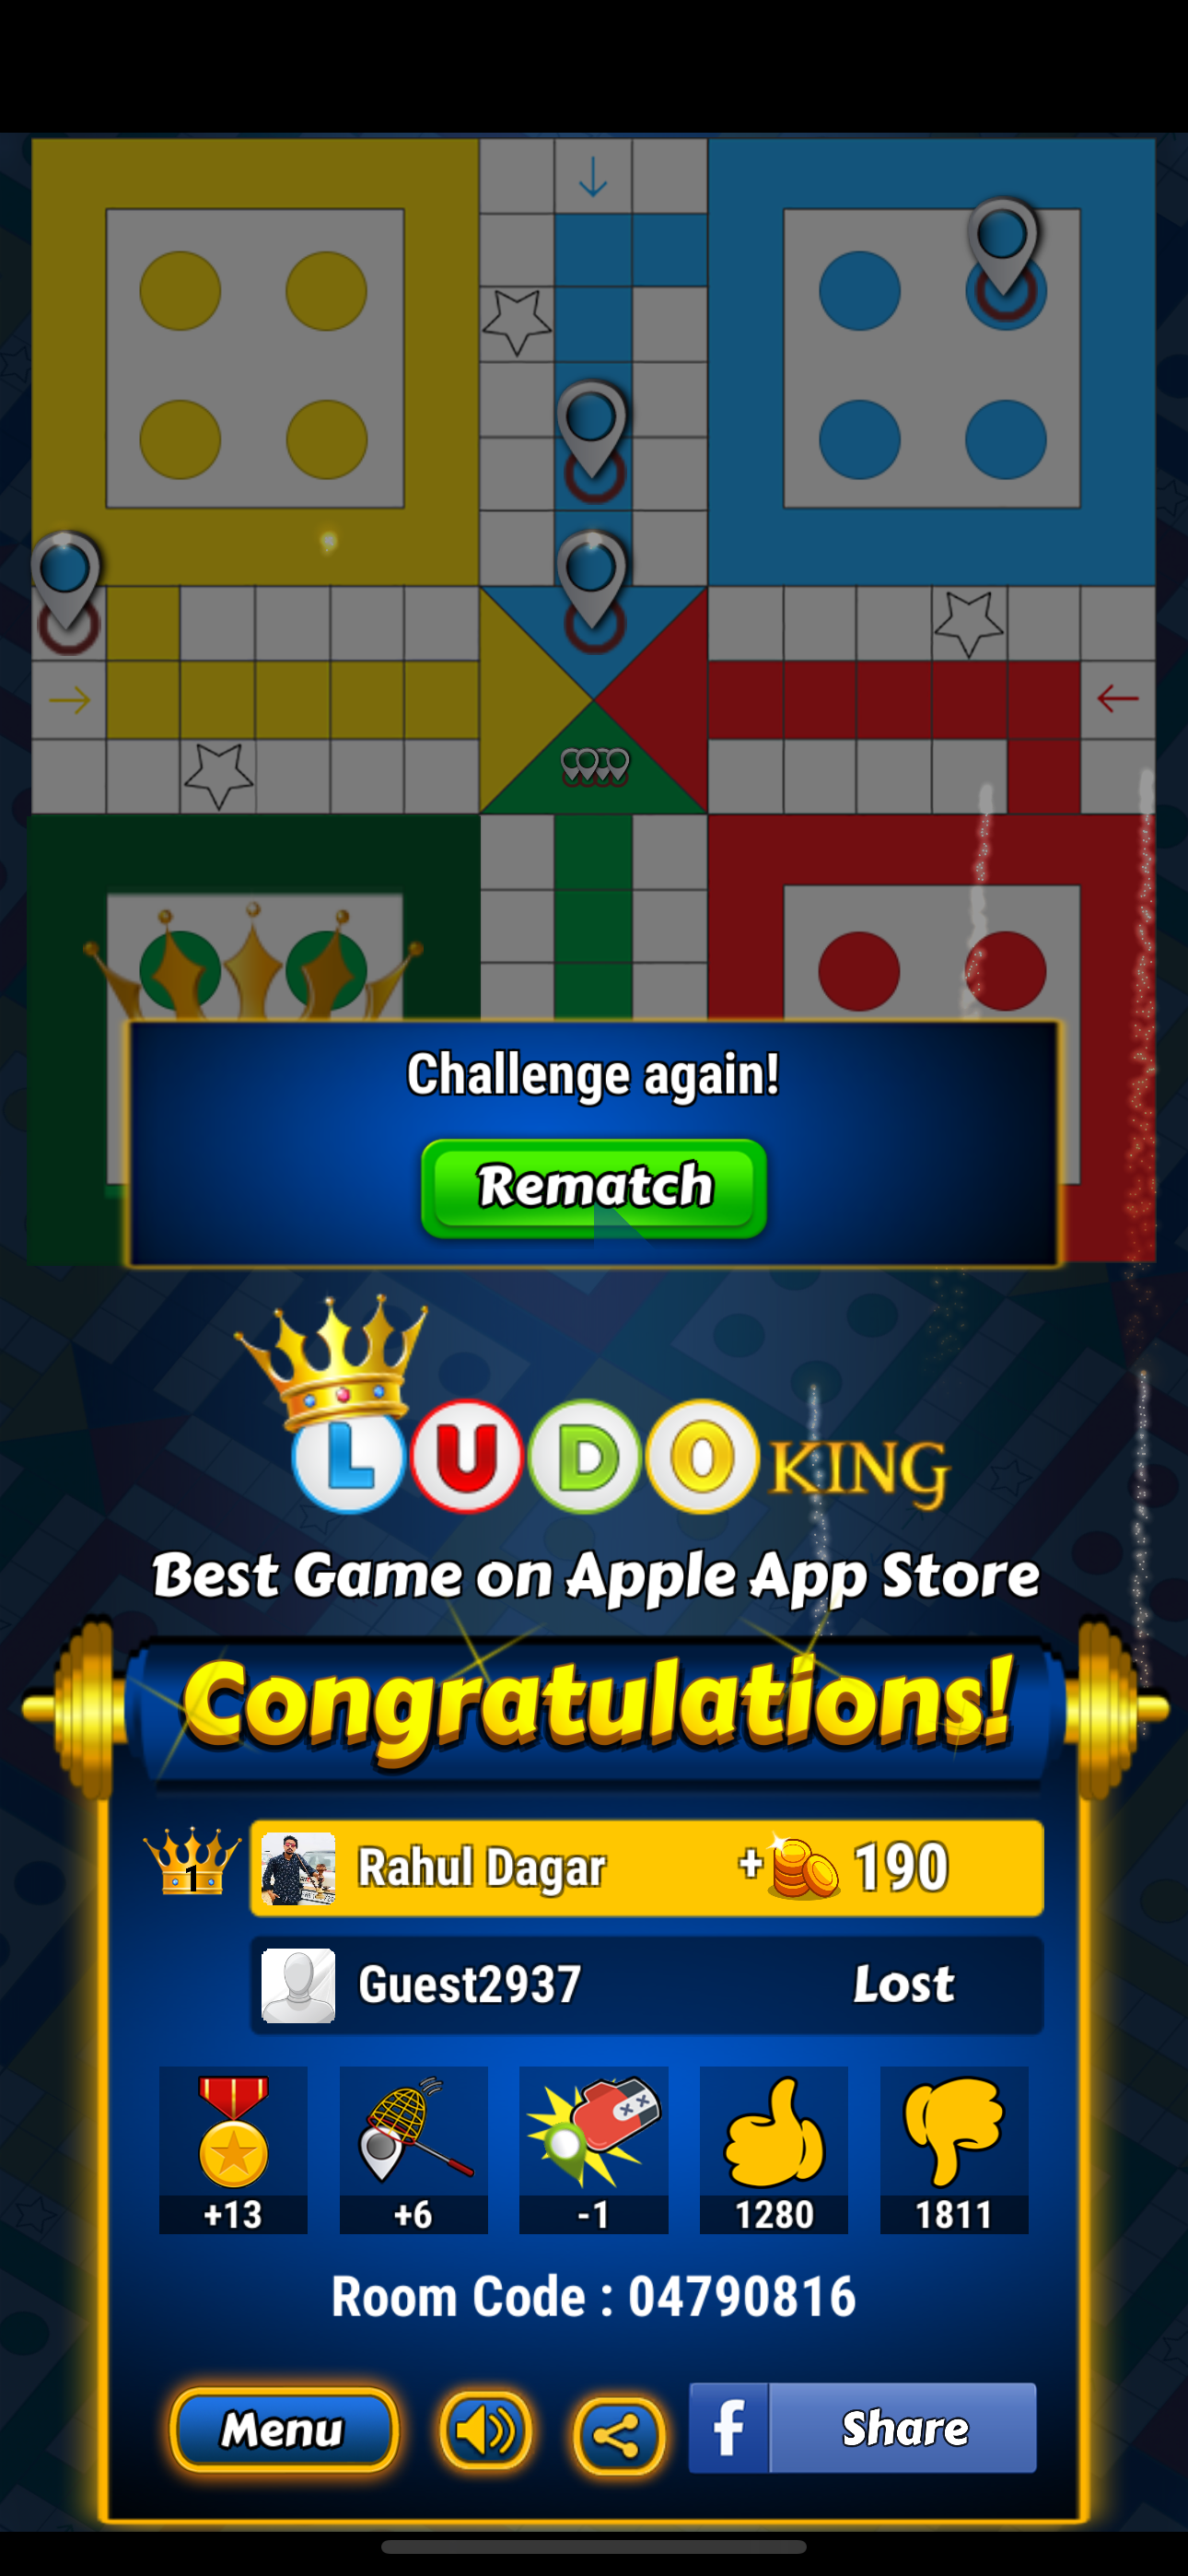 Challenge again!
Rematch
LUDO KING
Best Game on Apple App Store
Congratulations!
1 Rahul Dagar + 190
Guest2937 Lost
+13 +6 -1 1280 1811
Room Code : 04790816
Menu f Share